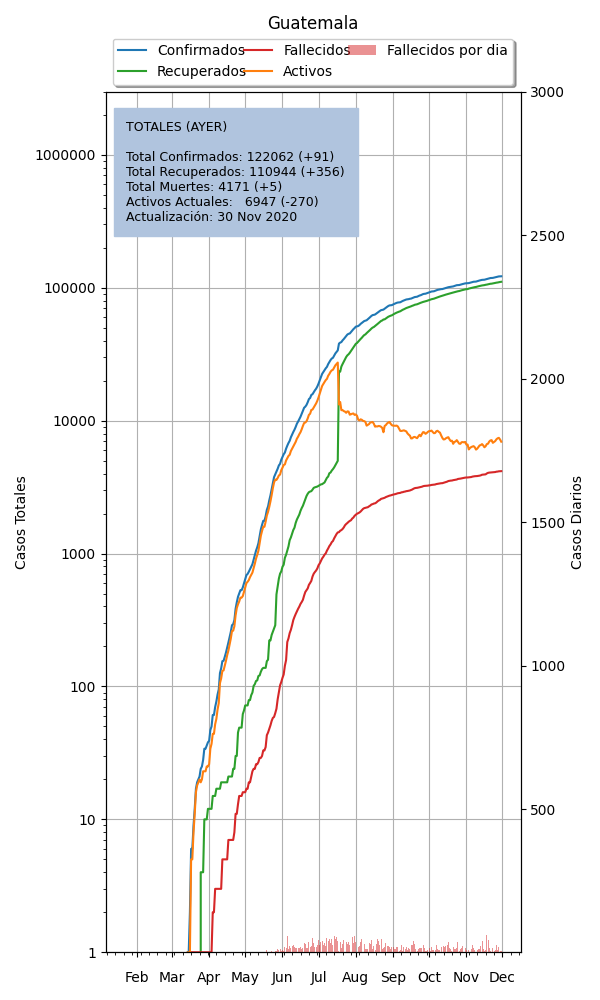 Guatemala
Confirmados
Recuperados
Fallecidos
Activos
Fallecidos por dia
TOTALES (AYER)
Total Confirmados: 122062 (+91)
Total Recuperados: 110944 (+356)
Total Muertes: 4171 (+5)
Activos Actuales:   6947 (-270)
Actualización: 30 Nov 2020
Casos Totales
1000000
100000
10000
1000
100
10
1
3000
2500
2000
1500
1000
500
Casos Diarios
Feb Mar Apr May Jun Jul Aug Sep Oct Nov Dec